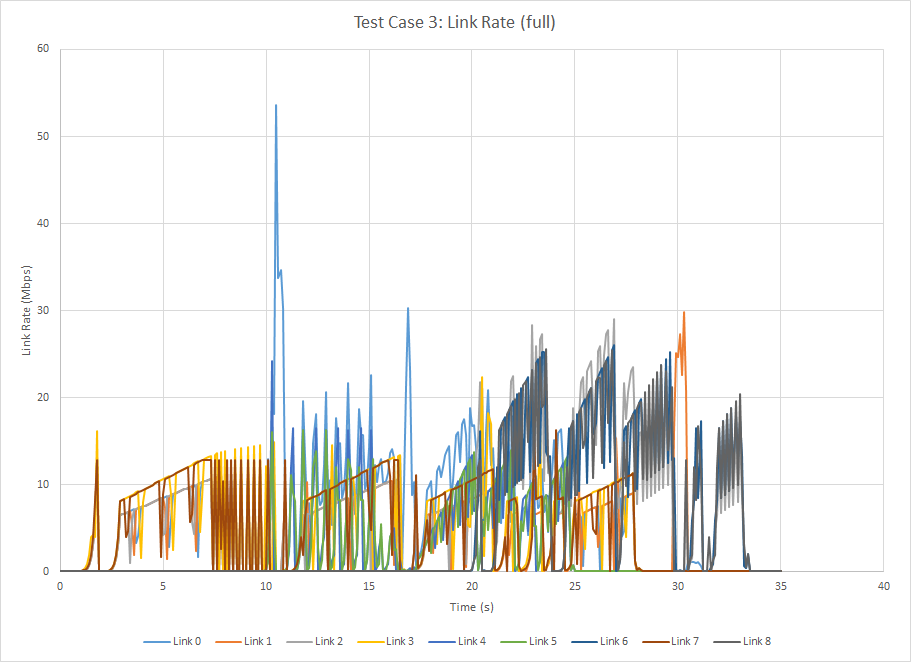 Test Case 3: Link Rate (full)
60
50
40
30
20
10
0
Link Rate (Mbps)
0 5 10 15 20 25 30 35 40
Time (s)
Link 0 Link 1 Link 2 Link 3 Link 4 Link 5 Link 6 Link 7 Link 8